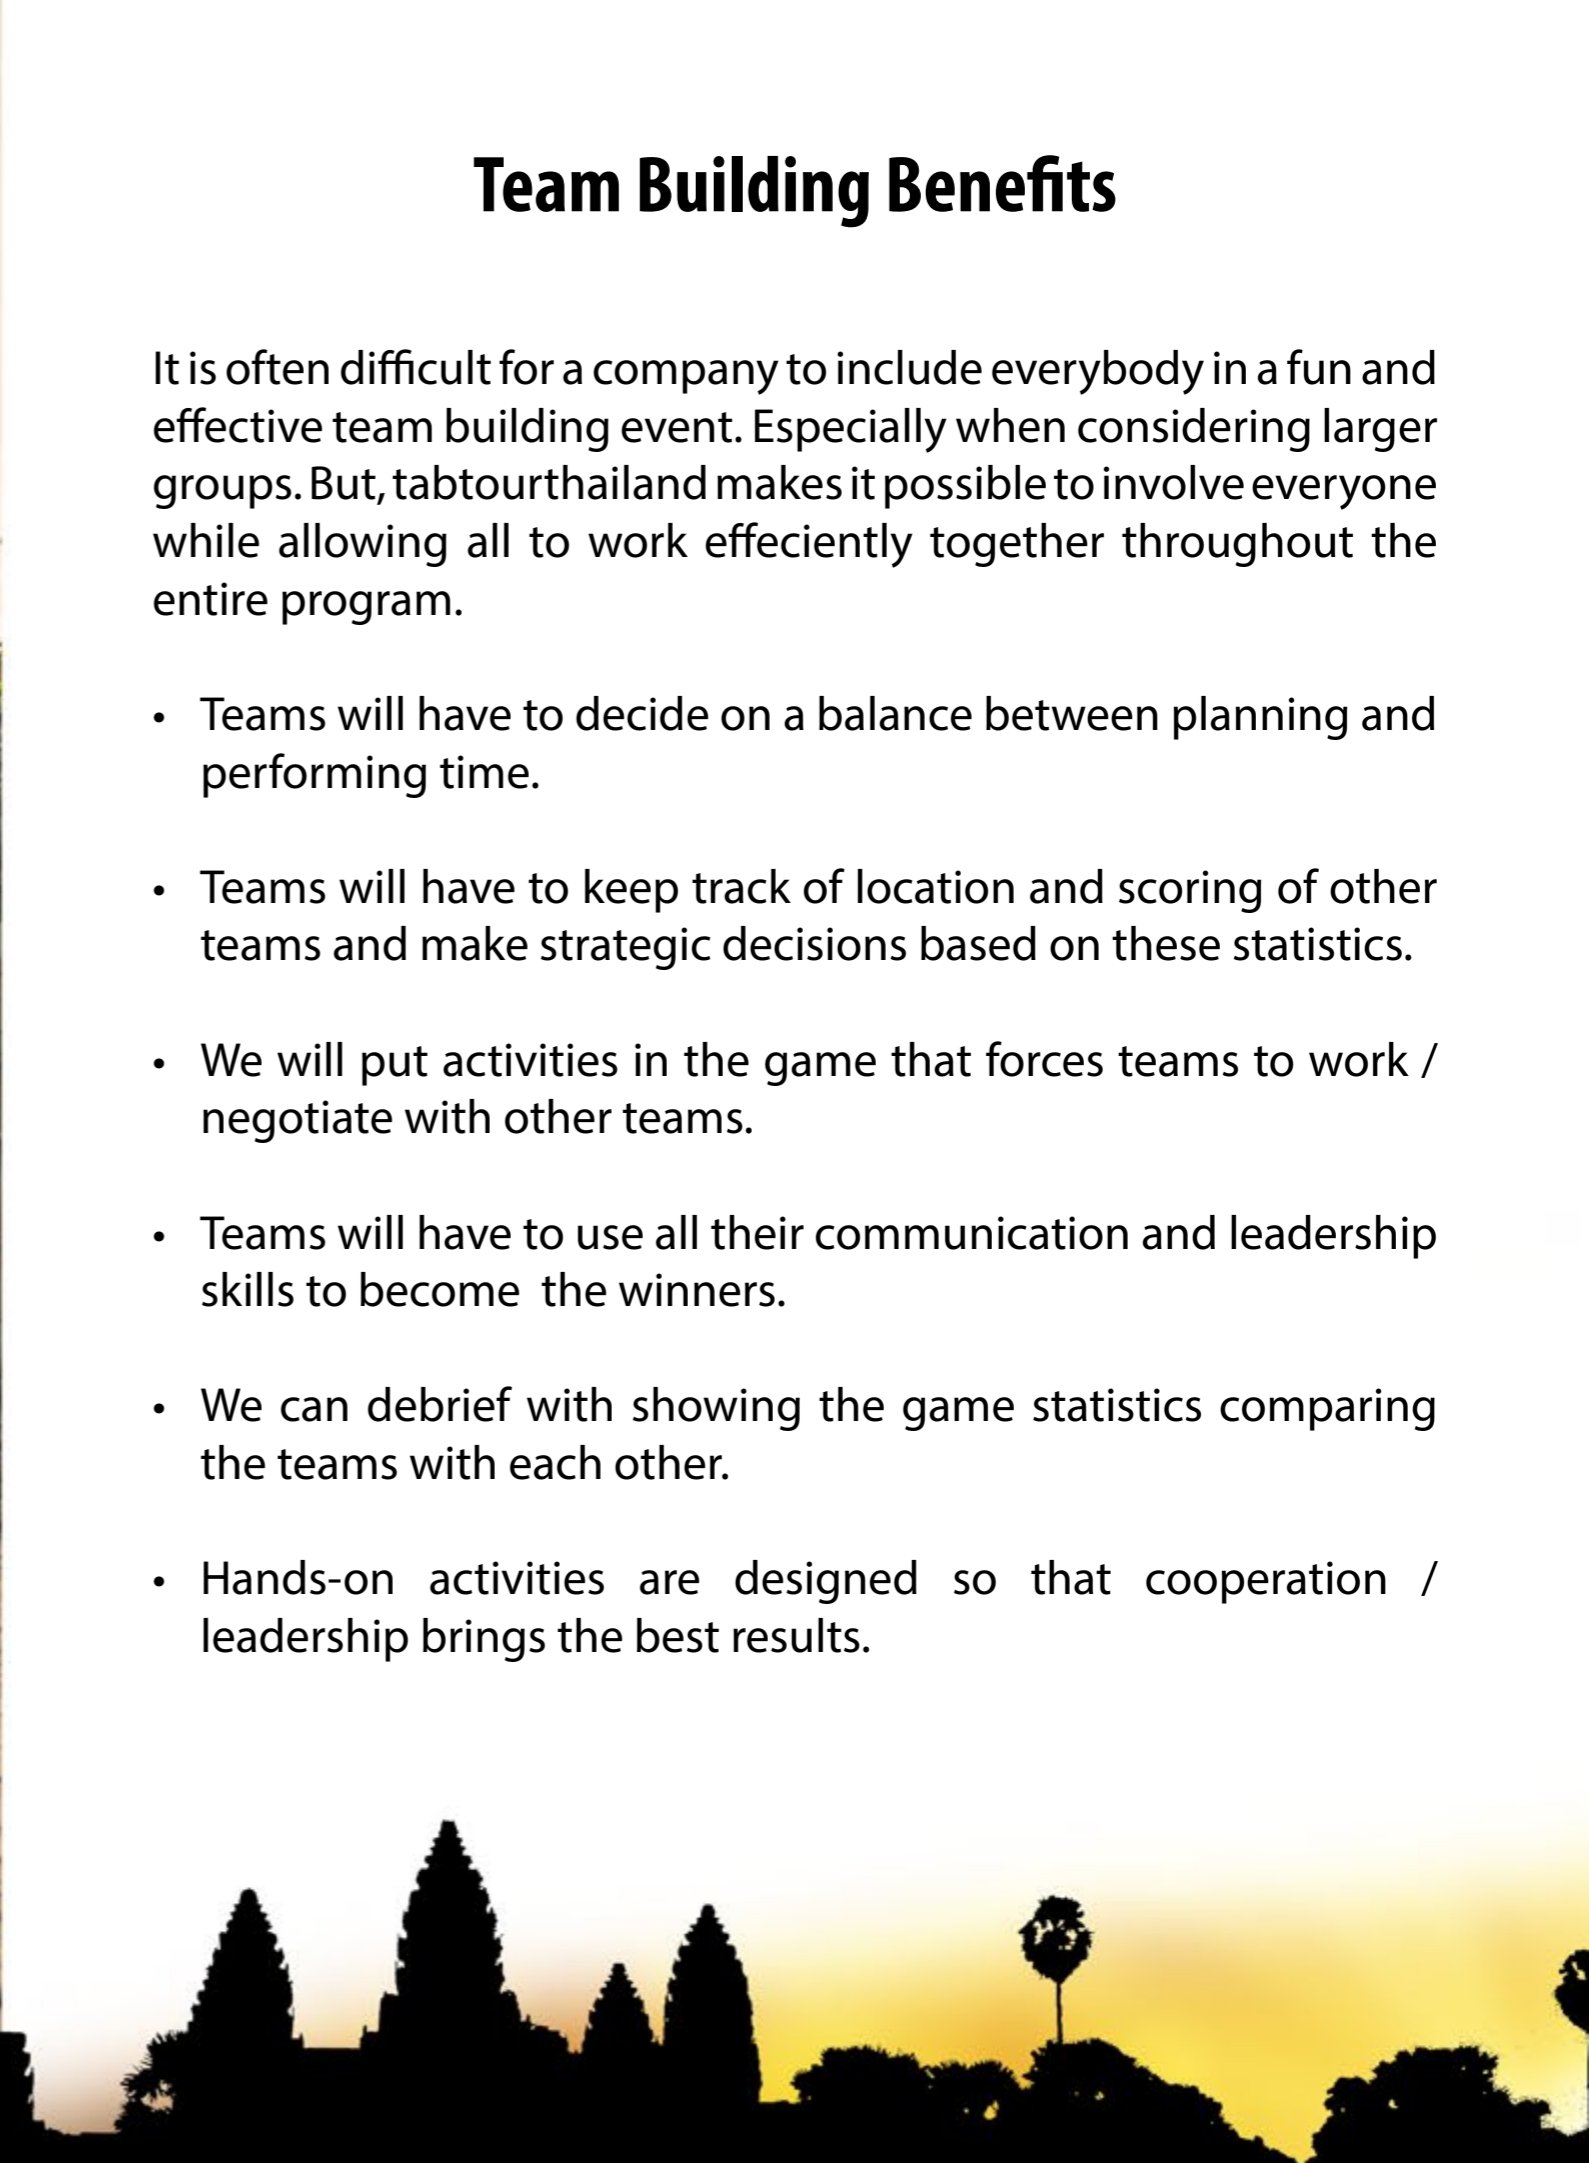 Team Building Benefits
It is often difficult for a company to include everybody in a fun and
effective team building event. Especially when considering larger
groups. But, tabtourthailand makes it possible to involve everyone
while allowing all to work effeciently together throughout the
entire program.
• Teams will have to decide on a balance between planning and
performing time.
• Teams will have to keep track of location and scoring of other
teams and make strategic decisions based on these statistics.
• We will put activities in the game that forces teams to work /
negotiate with other teams.
• Teams will have to use all their communication and leadership
skills to become  the winners.
• We can debrief with showing the game statistics comparing
the teams with each other.
• Hands-on activities are designed so that cooperation /
leadership brings the best results.